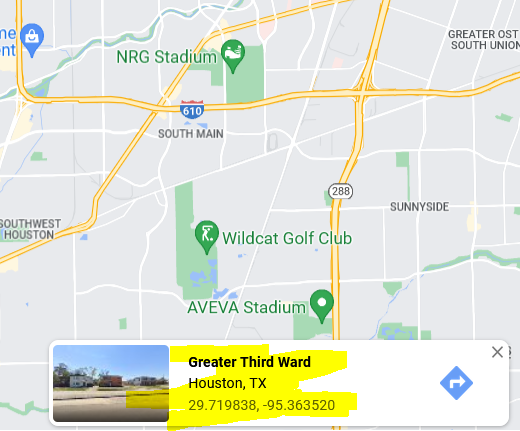 NRG Stadium
GREATER OST
SOUTH UNION
610
SOUTH MAIN
288
SUNNYSIDE
SOUTHWEST
HOUSTON
Wildcat Golf Club
AVEVA Stadium
Greater Third Ward
Houston, TX
29.719838, -95.363520